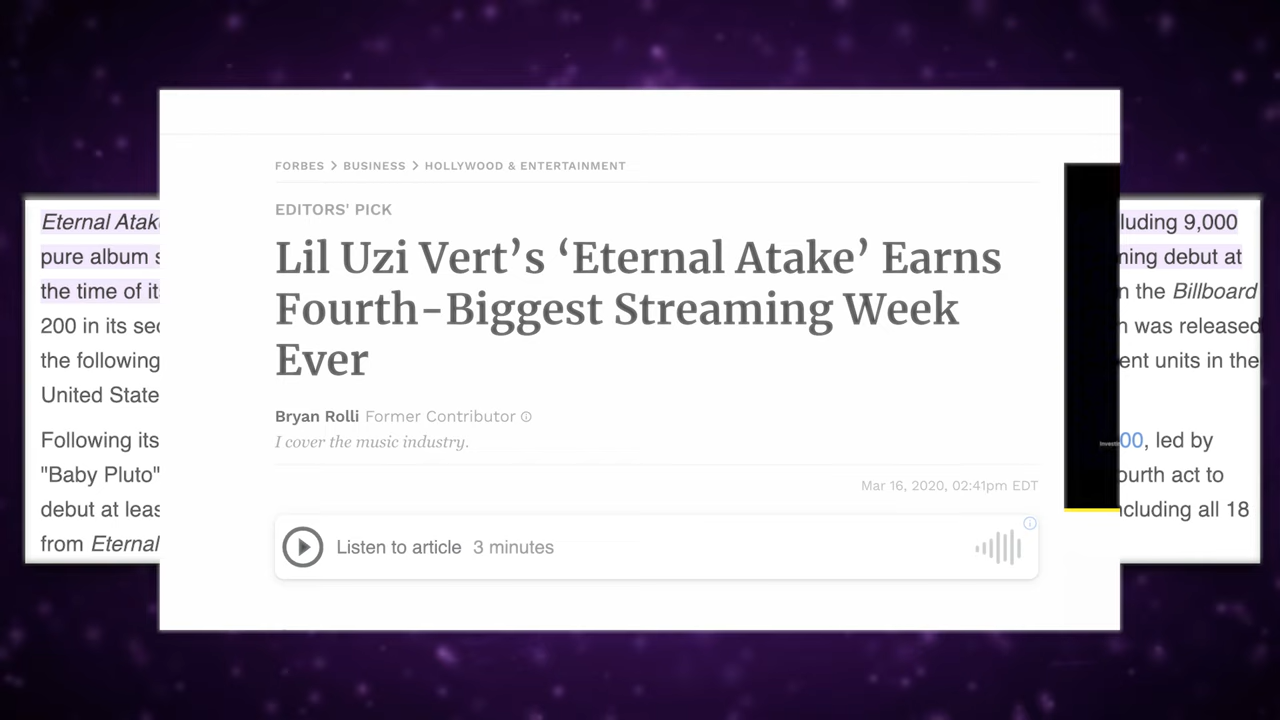 FORBES > BUSINESS > HOLLYWOOD & ENTERTAINMENT
EDITORS' PICK
Lil Uzi Vert’s ‘Eternal Atake’ Earns
Fourth-Biggest Streaming Week
Ever
Bryan Rolli Former Contributor
I cover the music industry.
Mar 16, 2020, 02:41pm EDT
Listen to article 3 minutes
Eternal Atak
pure album s
the time of it
200 in its sec
the following
United State
Following its
"Baby Pluto"
debut at leas
from Eternal
luding 9,000
ning debut at
n the Billboard
n was released
ent units in the
00, led by
ourth act to
ncluding all 18